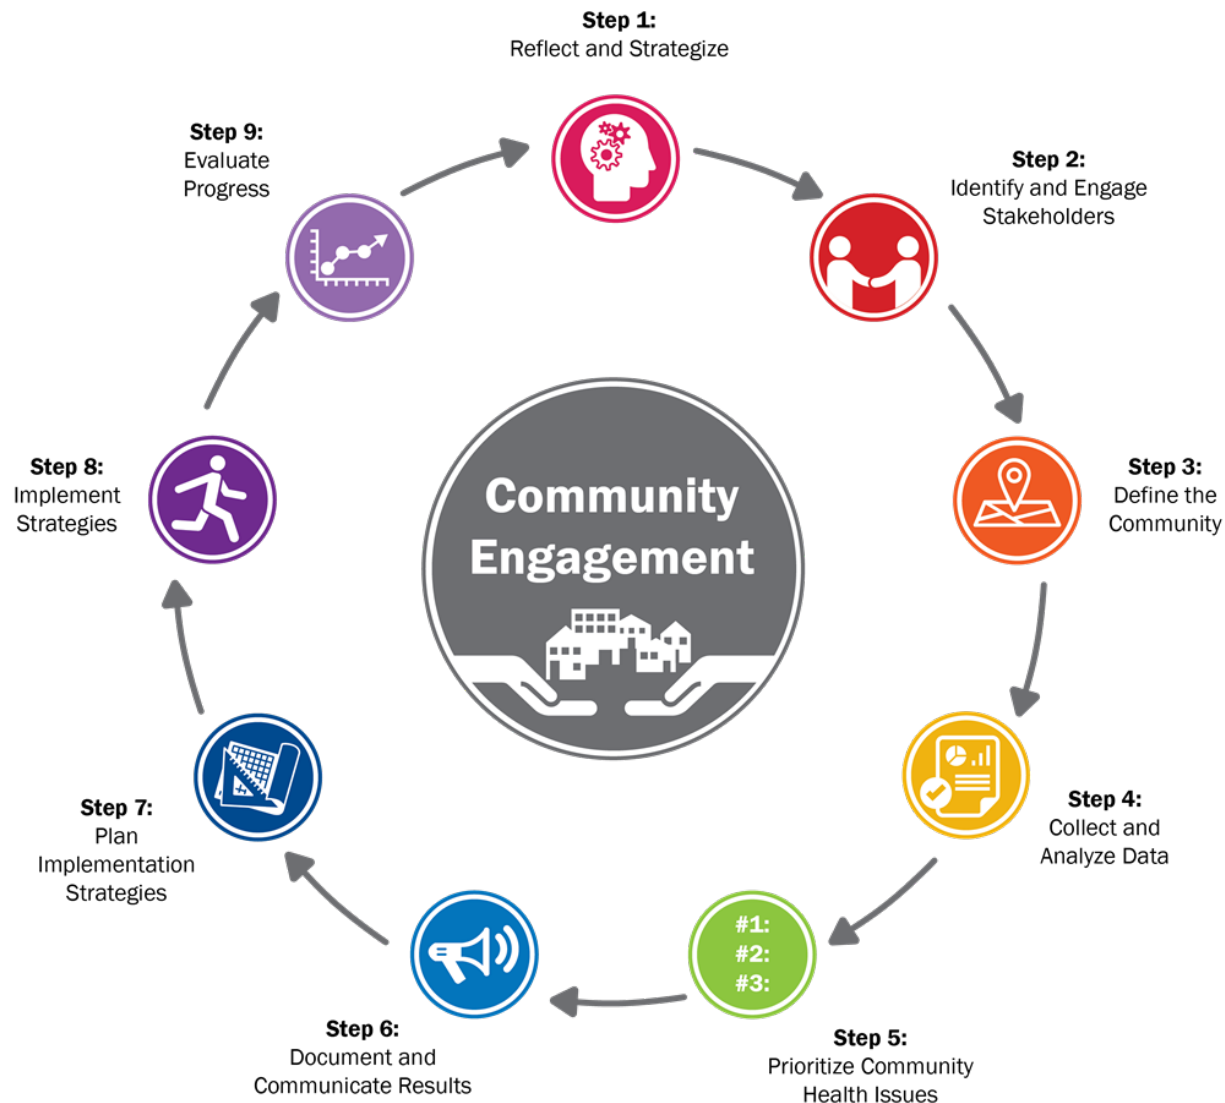 Step 1:
Reflect and Strategize
Step 2:
Identify and Engage
Stakeholders
Step 3:
Define the
Community
Step 4:
Collect and
Analyze Data
Step 5:
Prioritize Community
Health Issues
#1:
#2:
#3:
Step 6:
Document and
Communicate Results
Step 7:
Plan
Implementation
Strategies
Step 8:
Implement
Strategies
Step 9:
Evaluate
Progress
Community
Engagement